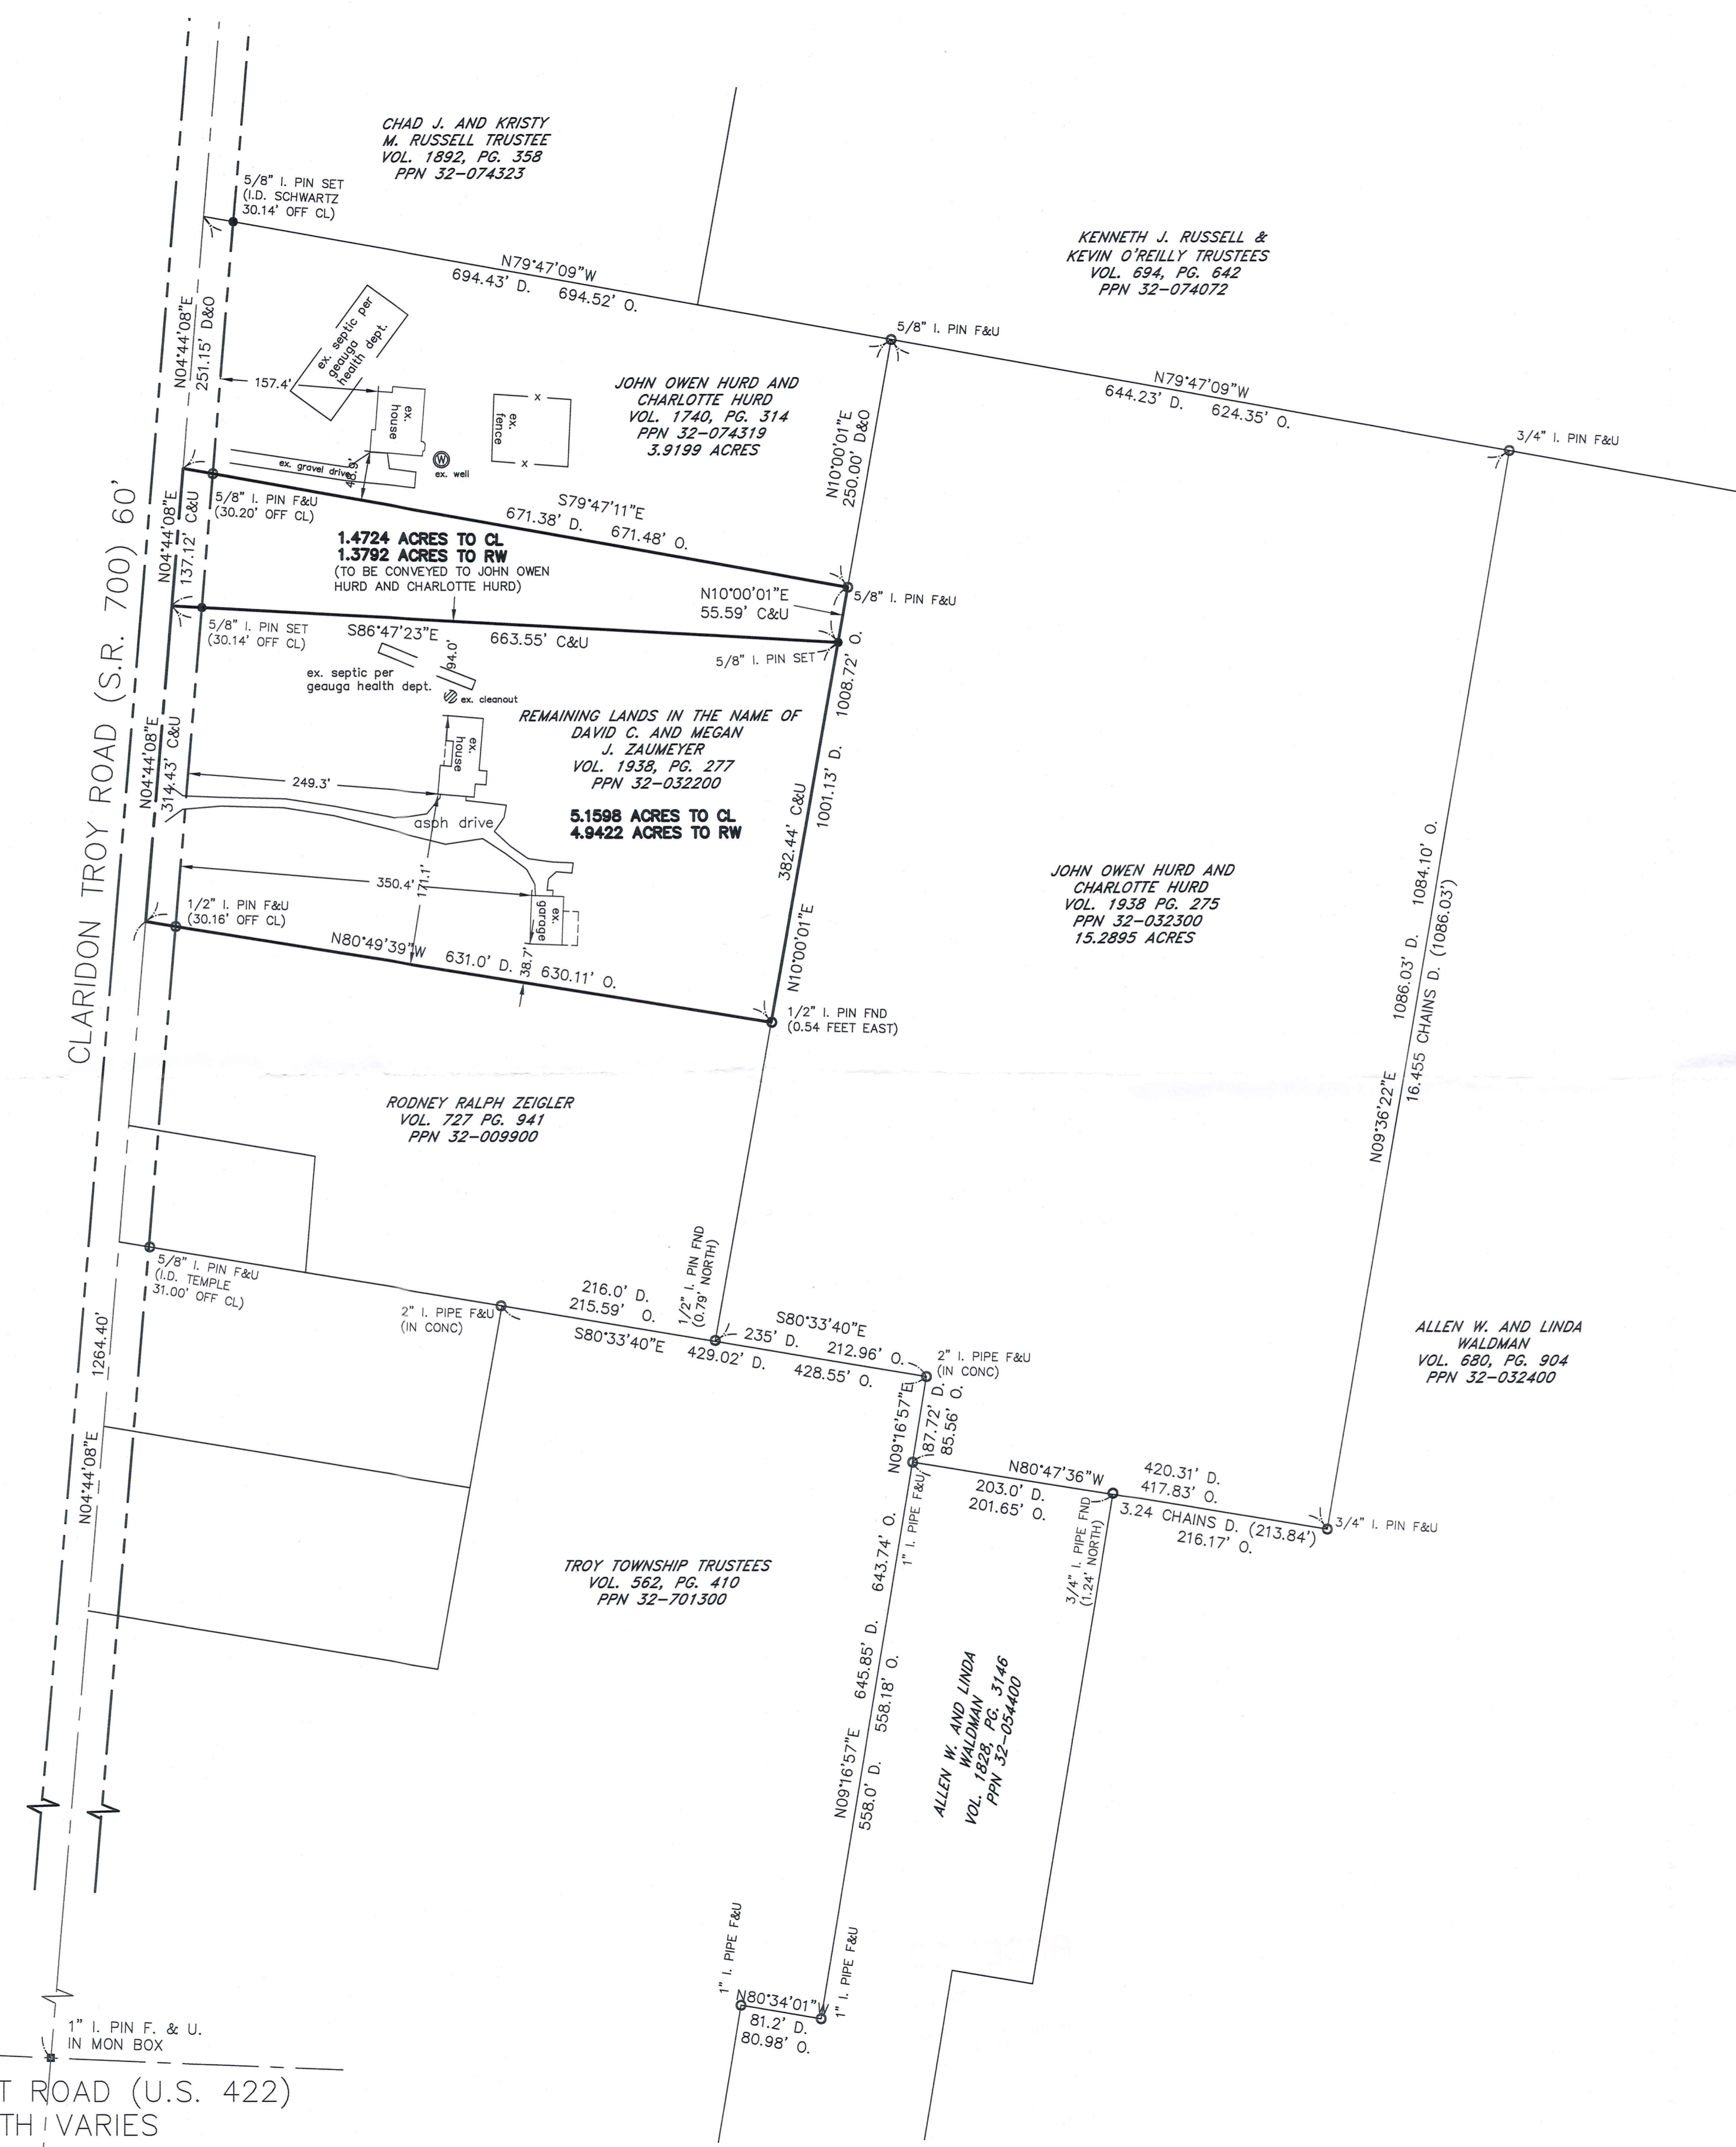 CHAD J. AND KRISTY
M. RUSSELL TRUSTEE
VOL. 1892, PG. 358
PPN 32-074323
5/8" I. PIN SET
(I.D. SCHWARTZ
30.14' OFF CL)
KENNETH J. RUSSELL &
KEVIN O'REILLY TRUSTEES
VOL. 694, PG. 642
PPN 32-074072
N79°47'09"W
694.43' D. 694.52' O.
5/8" I. PIN F&U
N79°47'09"W
644.23' D. 624.35' O.
3/4" I. PIN F&U
N04°44'08"E
251.15' D&O
ex. septic per
geauga
health dept.
157.4'
ex.
house
ex.
fence
x
x
JOHN OWEN HURD AND
CHARLOTTE HURD
VOL. 1740, PG. 314
PPN 32-074319
3.9199 ACRES
N10°00'01"E
250.00' D&O
ex. gravel drive
48.9'
W
ex. well
5/8" I. PIN F&U
(30.20' OFF CL)
S79°47'11"E
671.38' D. 671.48' O.
N04°44'08"E
137.12' C&U
1.4724 ACRES TO CL
1.3792 ACRES TO RW
(TO BE CONVEYED TO JOHN OWEN
HURD AND CHARLOTTE HURD)
N10°00'01"E
55.59' C&U
5/8" I. PIN F&U
5/8" I. PIN SET
(30.14' OFF CL)
S86°47'23"E 663.55' C&U
5/8" I. PIN SET
94.0'
ex. septic per
geauga health dept.
ex. cleanout
CLARIDON TROY ROAD (S.R. 700) 60'
N04°44'08"E
314.43' C&U
REMAINING LANDS IN THE NAME OF
DAVID C. AND MEGAN
J. ZAUMEYER
VOL. 1938, PG. 277
PPN 32-032200
5.1598 ACRES TO CL
4.9422 ACRES TO RW
ex.
house
249.3'
asph drive
350.4'
171.1'
ex.
garage
38.7'
N10°00'01"E 382.44' C&U
1001.13' D. 1008.72' O.
1/2" I. PIN F&U
(30.16' OFF CL)
N80°49'39"W 631.0' D. 630.11' O.
1/2" I. PIN FND
(0.54 FEET EAST)
JOHN OWEN HURD AND
CHARLOTTE HURD
VOL. 1938 PG. 275
PPN 32-032300
15.2895 ACRES
N09°36'22"E 1086.03' D. 1084.10' O.
16.455 CHAINS D. (1086.03')
RODNEY RALPH ZEIGLER
VOL. 727 PG. 941
PPN 32-009900
5/8" I. PIN F&U
(I.D. TEMPLE
31.00' OFF CL)
2" I. PIPE F&U
(IN CONC)
216.0' D.
215.59' O.
1/2" I. PIN FND
(0.79' NORTH)
S80°33'40"E
235' D. 212.96' O.
S80°33'40"E 429.02' D. 428.55' O.
2" I. PIPE F&U
(IN CONC)
N09°16'57"E
87.72' D.
85.56' O.
ALLEN W. AND LINDA
WALDMAN
VOL. 680, PG. 904
PPN 32-032400
N04°44'08"E 1264.40'
N80°47'36"W
203.0' D.
201.65' O.
420.31' D.
417.83' O.
3.24 CHAINS D. (213.84')
216.17' O.
3/4" I. PIN F&U
1" I. PIPE F&U
3/4" I. PIPE FND
(1.24' NORTH)
TROY TOWNSHIP TRUSTEES
VOL. 562, PG. 410
PPN 32-701300
N09°16'57"E 645.85' D. 643.74' O.
558.0' D. 558.18' O.
ALLEN W. AND LINDA
WALDMAN
VOL. 1828, PG. 3146
PPN 32-054400
1" I. PIPE F&U
N80°34'01"W
81.2' D.
80.98' O.
1" I. PIPE F&U
1" I. PIN F. & U.
IN MON BOX
T ROAD (U.S. 422)
TH VARIES